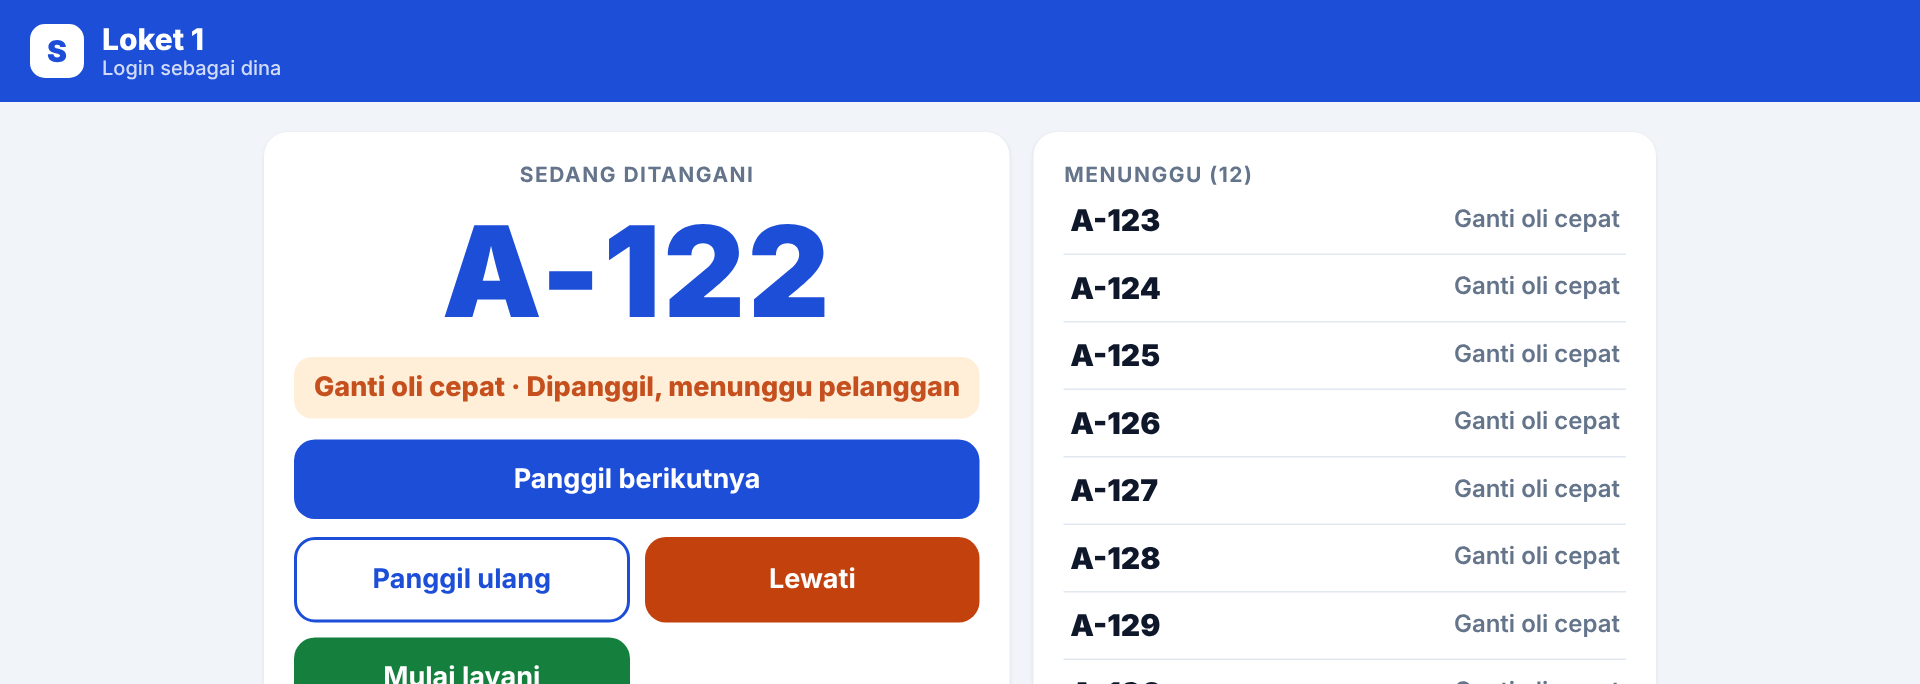 S
Loket 1
Login sebagai dina
SEDANG DITANGANI
A-122
Ganti oli cepat · Dipanggil, menunggu pelanggan
Panggil berikutnya
Panggil ulang
Lewati
Mulai layani
MENUNGGU (12)
A-123 Ganti oli cepat
A-124 Ganti oli cepat
A-125 Ganti oli cepat
A-126 Ganti oli cepat
A-127 Ganti oli cepat
A-128 Ganti oli cepat
A-129 Ganti oli cepat